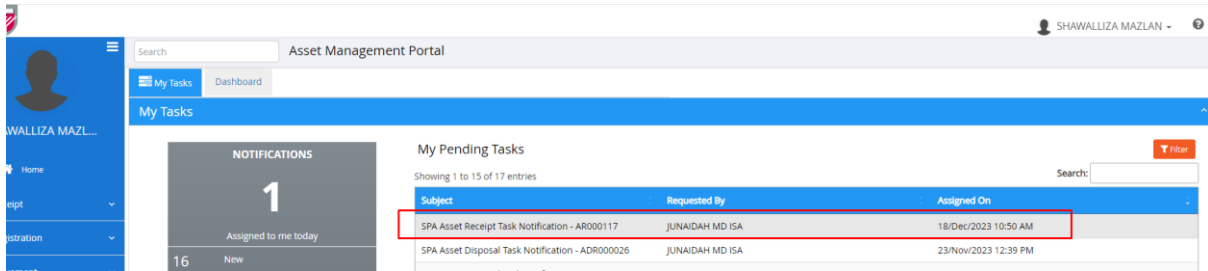 SHAWALLIZA MAZLAN
Search
Asset Management Portal
My Tasks
Dashboard
My Tasks
AWALLIZA MAZL...
Home
eipt
gistration
NOTIFICATIONS
1
Assigned to me today
16 New
My Pending Tasks
Filter
Showing 1 to 15 of 17 entries
Search:
Subject Requested By Assigned On
SPA Asset Receipt Task Notification - AR000117 JUNAIDAH MD ISA 18/Dec/2023 10:50 AM
SPA Asset Disposal Task Notification - ADR000026 JUNAIDAH MD ISA 23/Nov/2023 12:39 PM